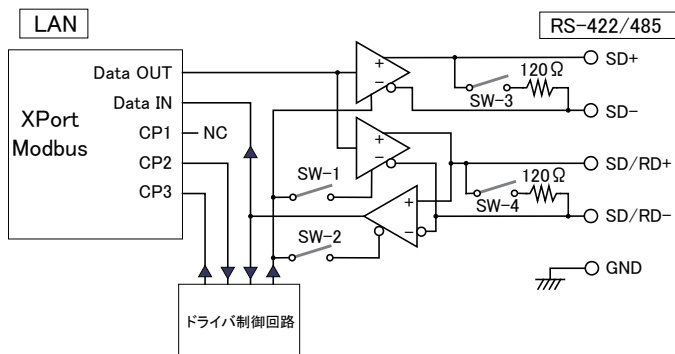 LAN
RS-422/485
XPort
Modbus
Data OUT
Data IN
CP1
NC
CP2
CP3
+
−
+
−
+
−
SW-1
SW-2
SW-3
120Ω
SW-4
120Ω
SD+
SD-
SD/RD+
SD/RD-
GND
ドライバ制御回路